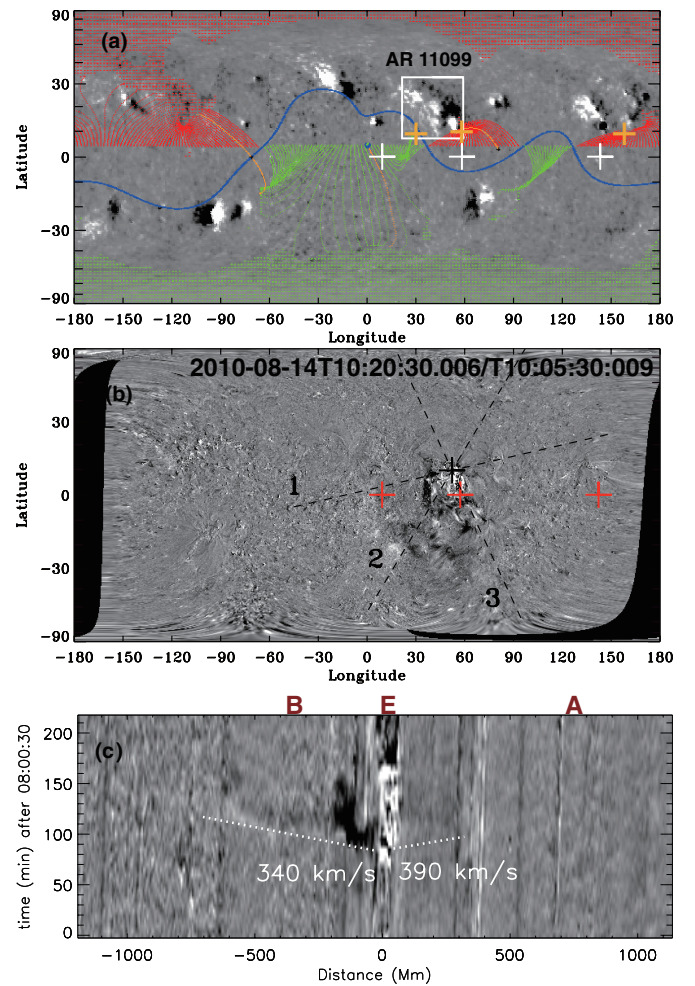 90
(a)
AR 11099
30
Latitude
0
-30
-90
-180 -150 -120 -90 -60 -30 0 30 60 90 120 150 180
Longitude
90
2010-08-14T10:20:30.006/T10:05:30:009
(b)
30
Latitude
1
0
2
-30
3
-90
-180 -150 -120 -90 -60 -30 0 30 60 90 120 150 180
Longitude
B E A
200
(c)
150
time (min) after 08:00:30
100
340 km/s 390 km/s
50
0
-1000 -500 0 500 1000
Distance (Mm)